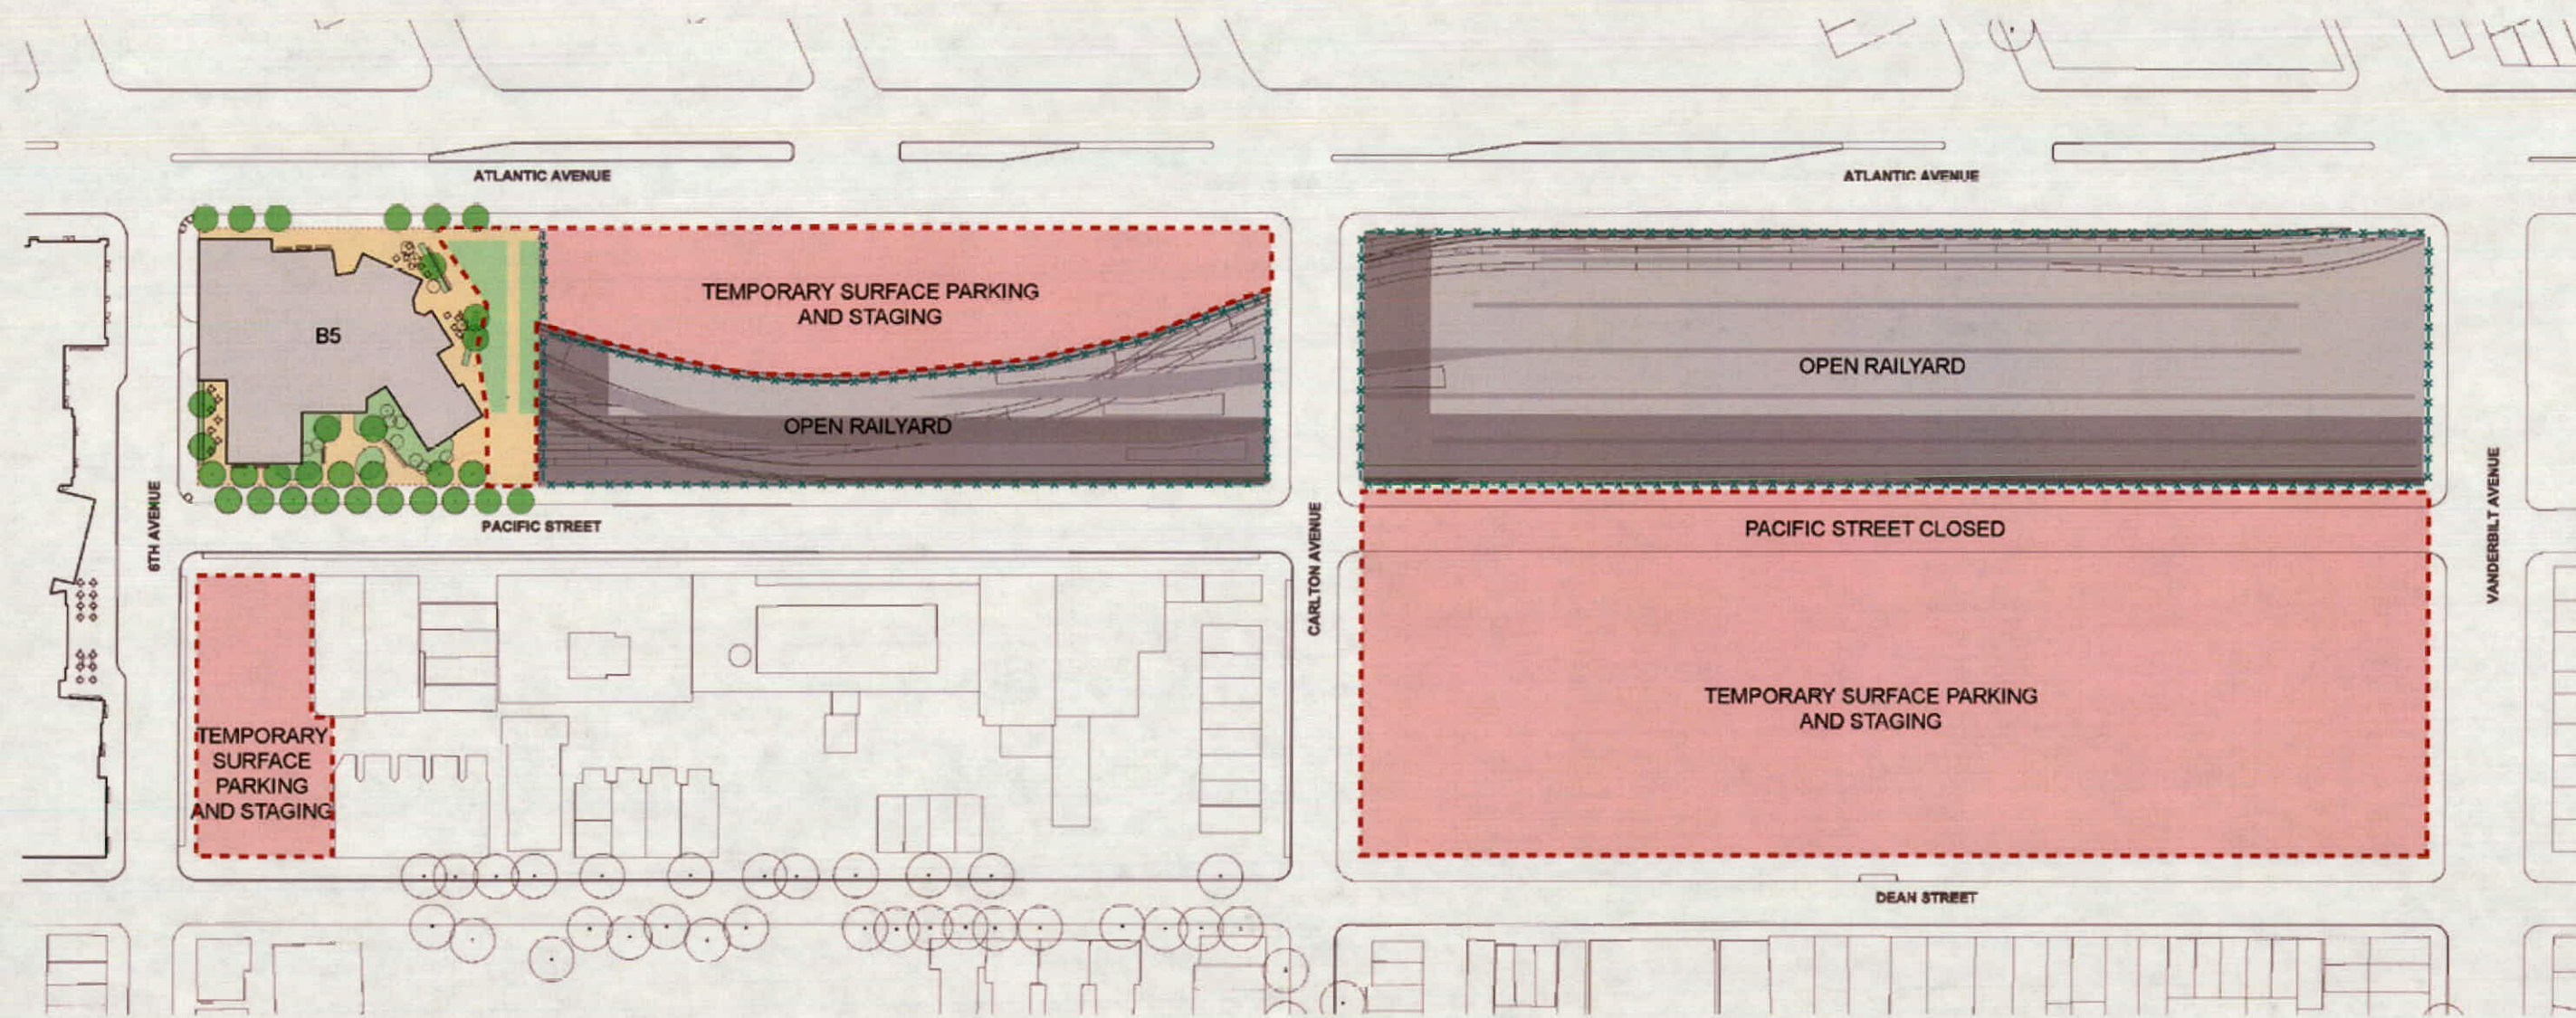 ATLANTIC AVENUE
ATLANTIC AVENUE
TEMPORARY SURFACE PARKING
AND STAGING
B5
OPEN RAILYARD
OPEN RAILYARD
6TH AVENUE
PACIFIC STREET
CARLTON AVENUE
PACIFIC STREET CLOSED
VANDERBILT AVENUE
TEMPORARY SURFACE PARKING
AND STAGING
TEMPORARY
SURFACE
PARKING
AND STAGING
DEAN STREET